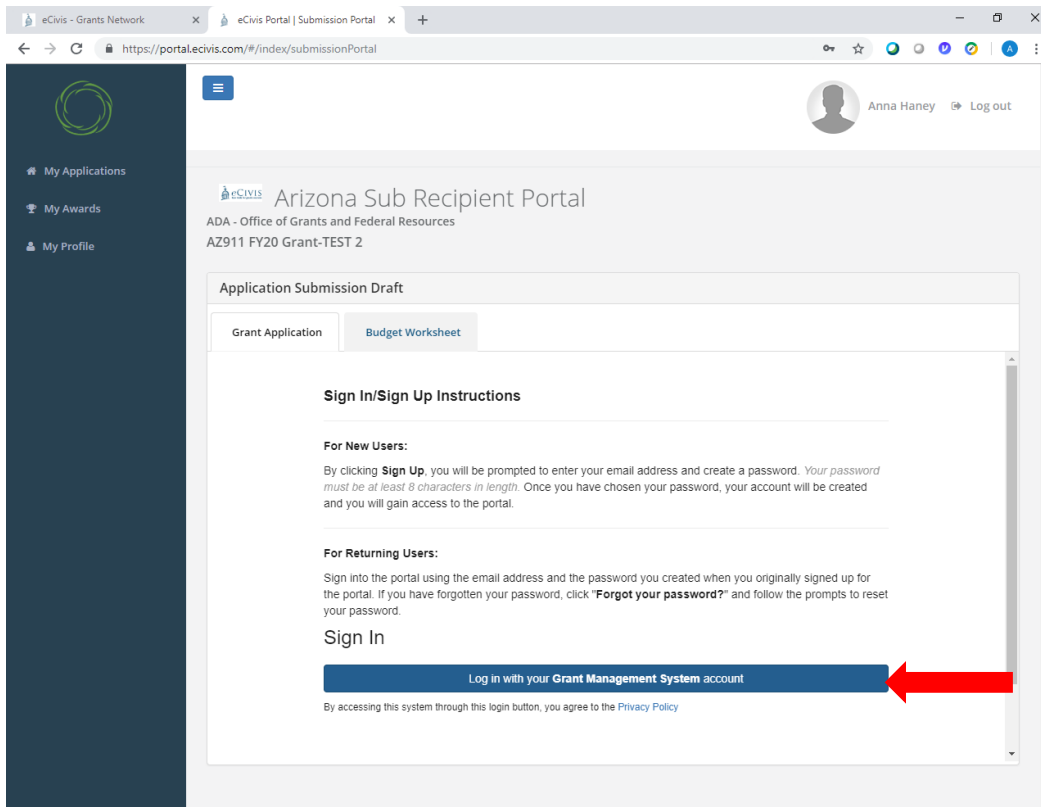 eCivis - Grants Network
eCivis Portal | Submission Portal
https://portal.ecivis.com/#/index/submissionPortal
A
Anna Haney Log out
My Applications
My Awards
My Profile
eCIVIS Arizona Sub Recipient Portal
ADA - Office of Grants and Federal Resources
AZ911 FY20 Grant-TEST 2
Application Submission Draft
Grant Application Budget Worksheet
Sign In/Sign Up Instructions
For New Users:
By clicking Sign Up, you will be prompted to enter your email address and create a password. Your password
must be at least 8 characters in length. Once you have chosen your password, your account will be created
and you will gain access to the portal.
For Returning Users:
Sign into the portal using the email address and the password you created when you originally signed up for
the portal. If you have forgotten your password, click "Forgot your password?" and follow the prompts to reset
your password.
Sign In
Log in with your Grant Management System account
By accessing this system through this login button, you agree to the Privacy Policy